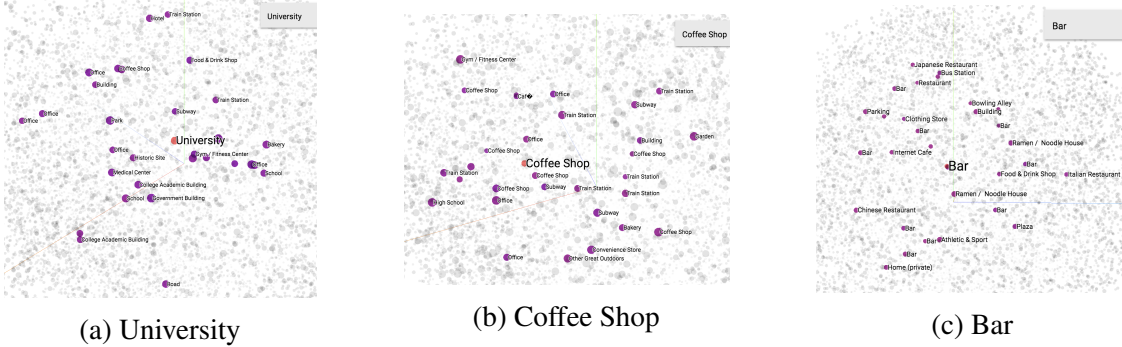 University
Hotel
Train Station
Food & Drink Shop
Office
Coffee Shop
Building
Train Station
Office
Office
Park
Subway
University
Office
Historic Site
Gym / Fitness Center
Bakery
Office
School
Medical Center
College Academic Building
School
Government Building
College Academic Building
Road
(a) University
Coffee Shop
Gym / Fitness Center
Coffee Shop
Caf�
Office
Train Station
Subway
Train Station
Office
Building
Garden
Coffee Shop
Coffee Shop
Coffee Shop
Train Station
Coffee Shop
Train Station
Coffee Shop
Subway
Train Station
Train Station
High School
Office
Subway
Bakery
Coffee Shop
Convenience Store
Office
Other Great Outdoors
(b) Coffee Shop
Bar
Japanese Restaurant
Bus Station
Restaurant
Bar
Bowling Alley
Parking
Building
Clothing Store
Bar
Bar
Ramen / Noodle House
Bar
Internet Cafe
Bar
Bar
Food & Drink Shop
Italian Restaurant
Ramen / Noodle House
Chinese Restaurant
Bar
Bar
Plaza
Bar
Athletic & Sport
Bar
Home (private)
(c) Bar